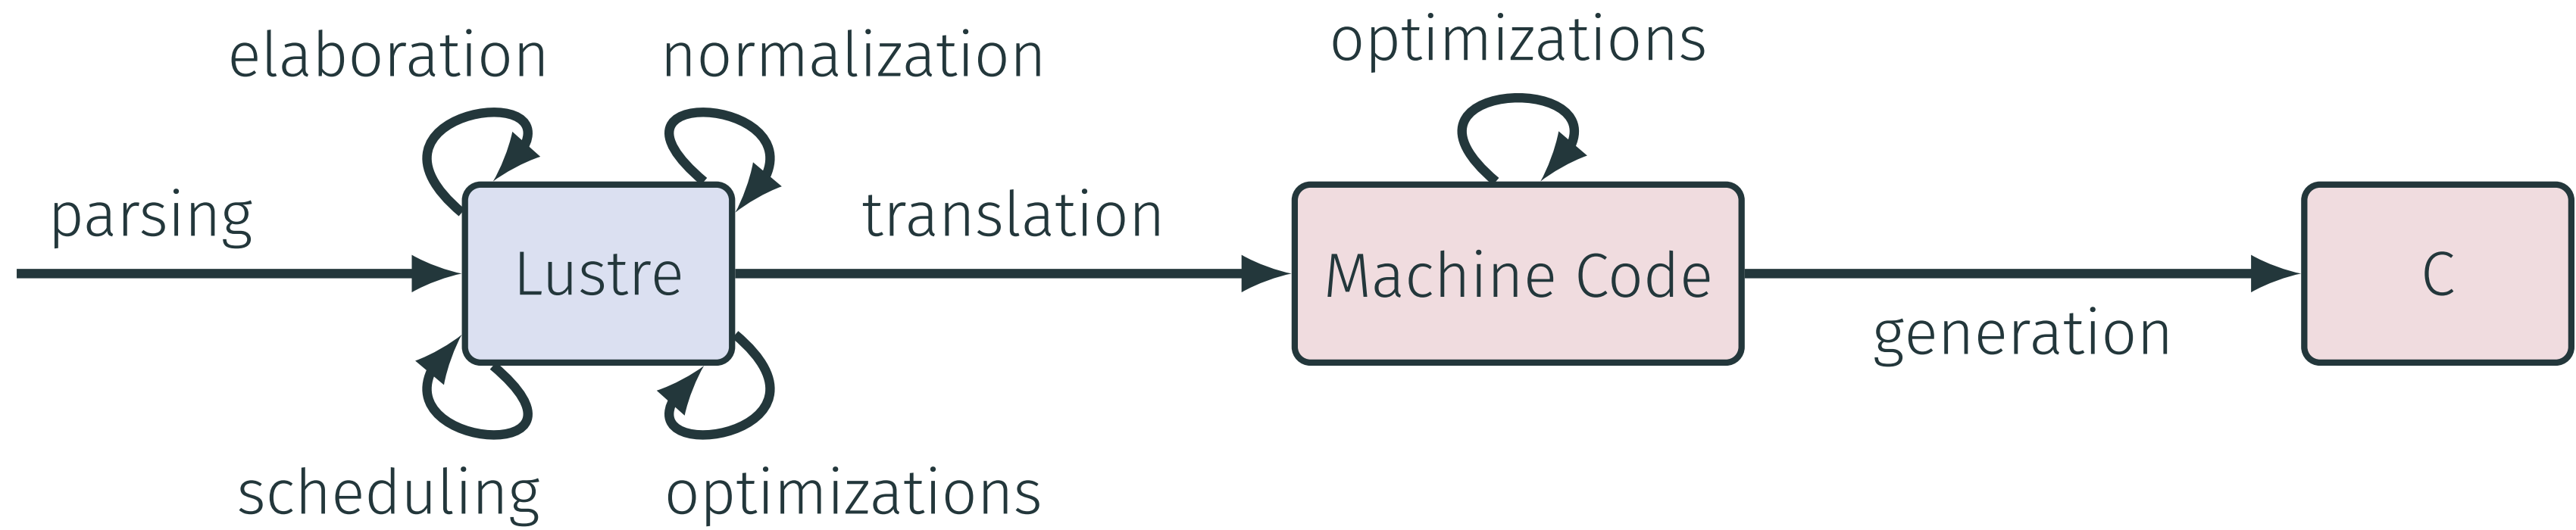 elaboration
normalization
optimizations
parsing
translation
Lustre
Machine Code
C
generation
scheduling
optimizations